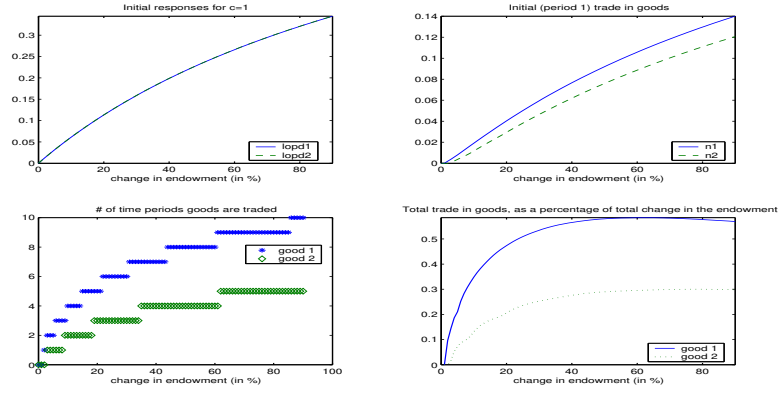 Initial responses for c=1
0.3
0.25
0.2
0.15
0.1
0.05
0
0 20 40 60 80
lopd1
lopd2
change in endowment (in %)
Initial (period 1) trade in goods
0.14
0.12
0.1
0.08
0.06
0.04
0.02
0
0 20 40 60 80
n1
n2
change in endowment (in %)
# of time periods goods are traded
10
8
6
4
2
0
0 20 40 60 80 100
good 1
good 2
change in endowment (in %)
Total trade in goods, as a percentage of total change in the endowment
0.5
0.4
0.3
0.2
0.1
0
0 20 40 60 80
good 1
good 2
change in endowment (in %)